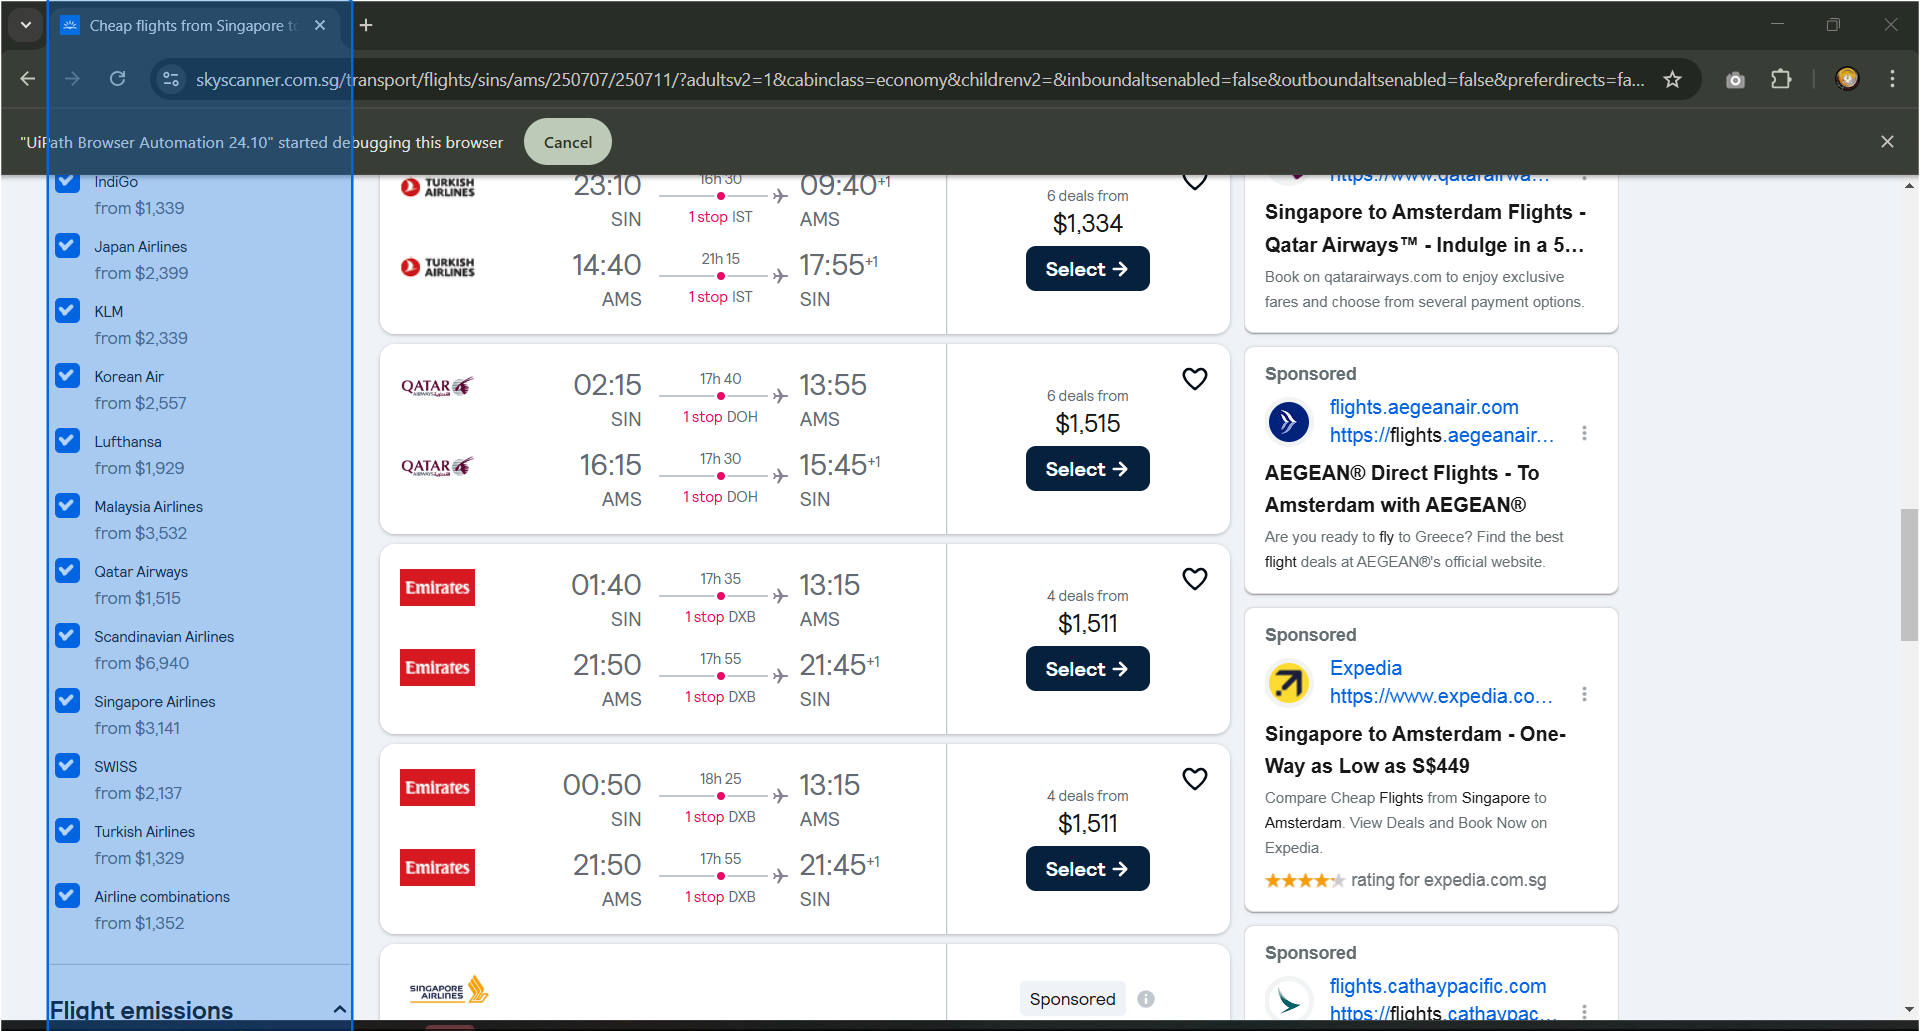 Cheap flights from Singapore to
skyscanner.com.sg/transport/flights/sins/ams/250707/250711/?adultsv2=1&cabinclass=economy&childrenv2=&inboundaltsenabled=false&outboundaltsenabled=false&preferdirects=fa...
"UiPath Browser Automation 24.10" started debugging this browser
Cancel
IndiGo
from $1,339
Japan Airlines
from $2,399
KLM
from $2,339
Korean Air
from $2,557
Lufthansa
from $1,929
Malaysia Airlines
from $3,532
Qatar Airways
from $1,515
Scandinavian Airlines
from $6,940
Singapore Airlines
from $3,141
SWISS
from $2,137
Turkish Airlines
from $1,329
Airline combinations
from $1,352
Flight emissions
TURKISH AIRLINES
23:10
16h 30
09:40+1
SIN
1 stop IST
AMS
TURKISH AIRLINES
14:40
21h 15
17:55+1
AMS
1 stop IST
SIN
6 deals from
$1,334
Select →
QATAR AIRWAYS
02:15
17h 40
13:55
SIN
1 stop DOH
AMS
QATAR AIRWAYS
16:15
17h 30
15:45+1
AMS
1 stop DOH
SIN
6 deals from
$1,515
Select →
Emirates
01:40
17h 35
13:15
SIN
1 stop DXB
AMS
Emirates
21:50
17h 55
21:45+1
AMS
1 stop DXB
SIN
4 deals from
$1,511
Select →
Emirates
00:50
18h 25
13:15
SIN
1 stop DXB
AMS
Emirates
21:50
17h 55
21:45+1
AMS
1 stop DXB
SIN
4 deals from
$1,511
Select →
SINGAPORE AIRLINES
Sponsored
https://www.qatarairwa...
Singapore to Amsterdam Flights -
Qatar Airways™ - Indulge in a 5...
Book on qatarairways.com to enjoy exclusive
fares and choose from several payment options.
Sponsored
flights.aegeanair.com
https://flights.aegeanair...
AEGEAN® Direct Flights - To
Amsterdam with AEGEAN®
Are you ready to fly to Greece? Find the best
flight deals at AEGEAN®'s official website.
Sponsored
Expedia
https://www.expedia.co...
Singapore to Amsterdam - One-
Way as Low as S$449
Compare Cheap Flights from Singapore to
Amsterdam. View Deals and Book Now on
Expedia.
rating for expedia.com.sg
Sponsored
flights.cathaypacific.com
https://flights.cathaypac...